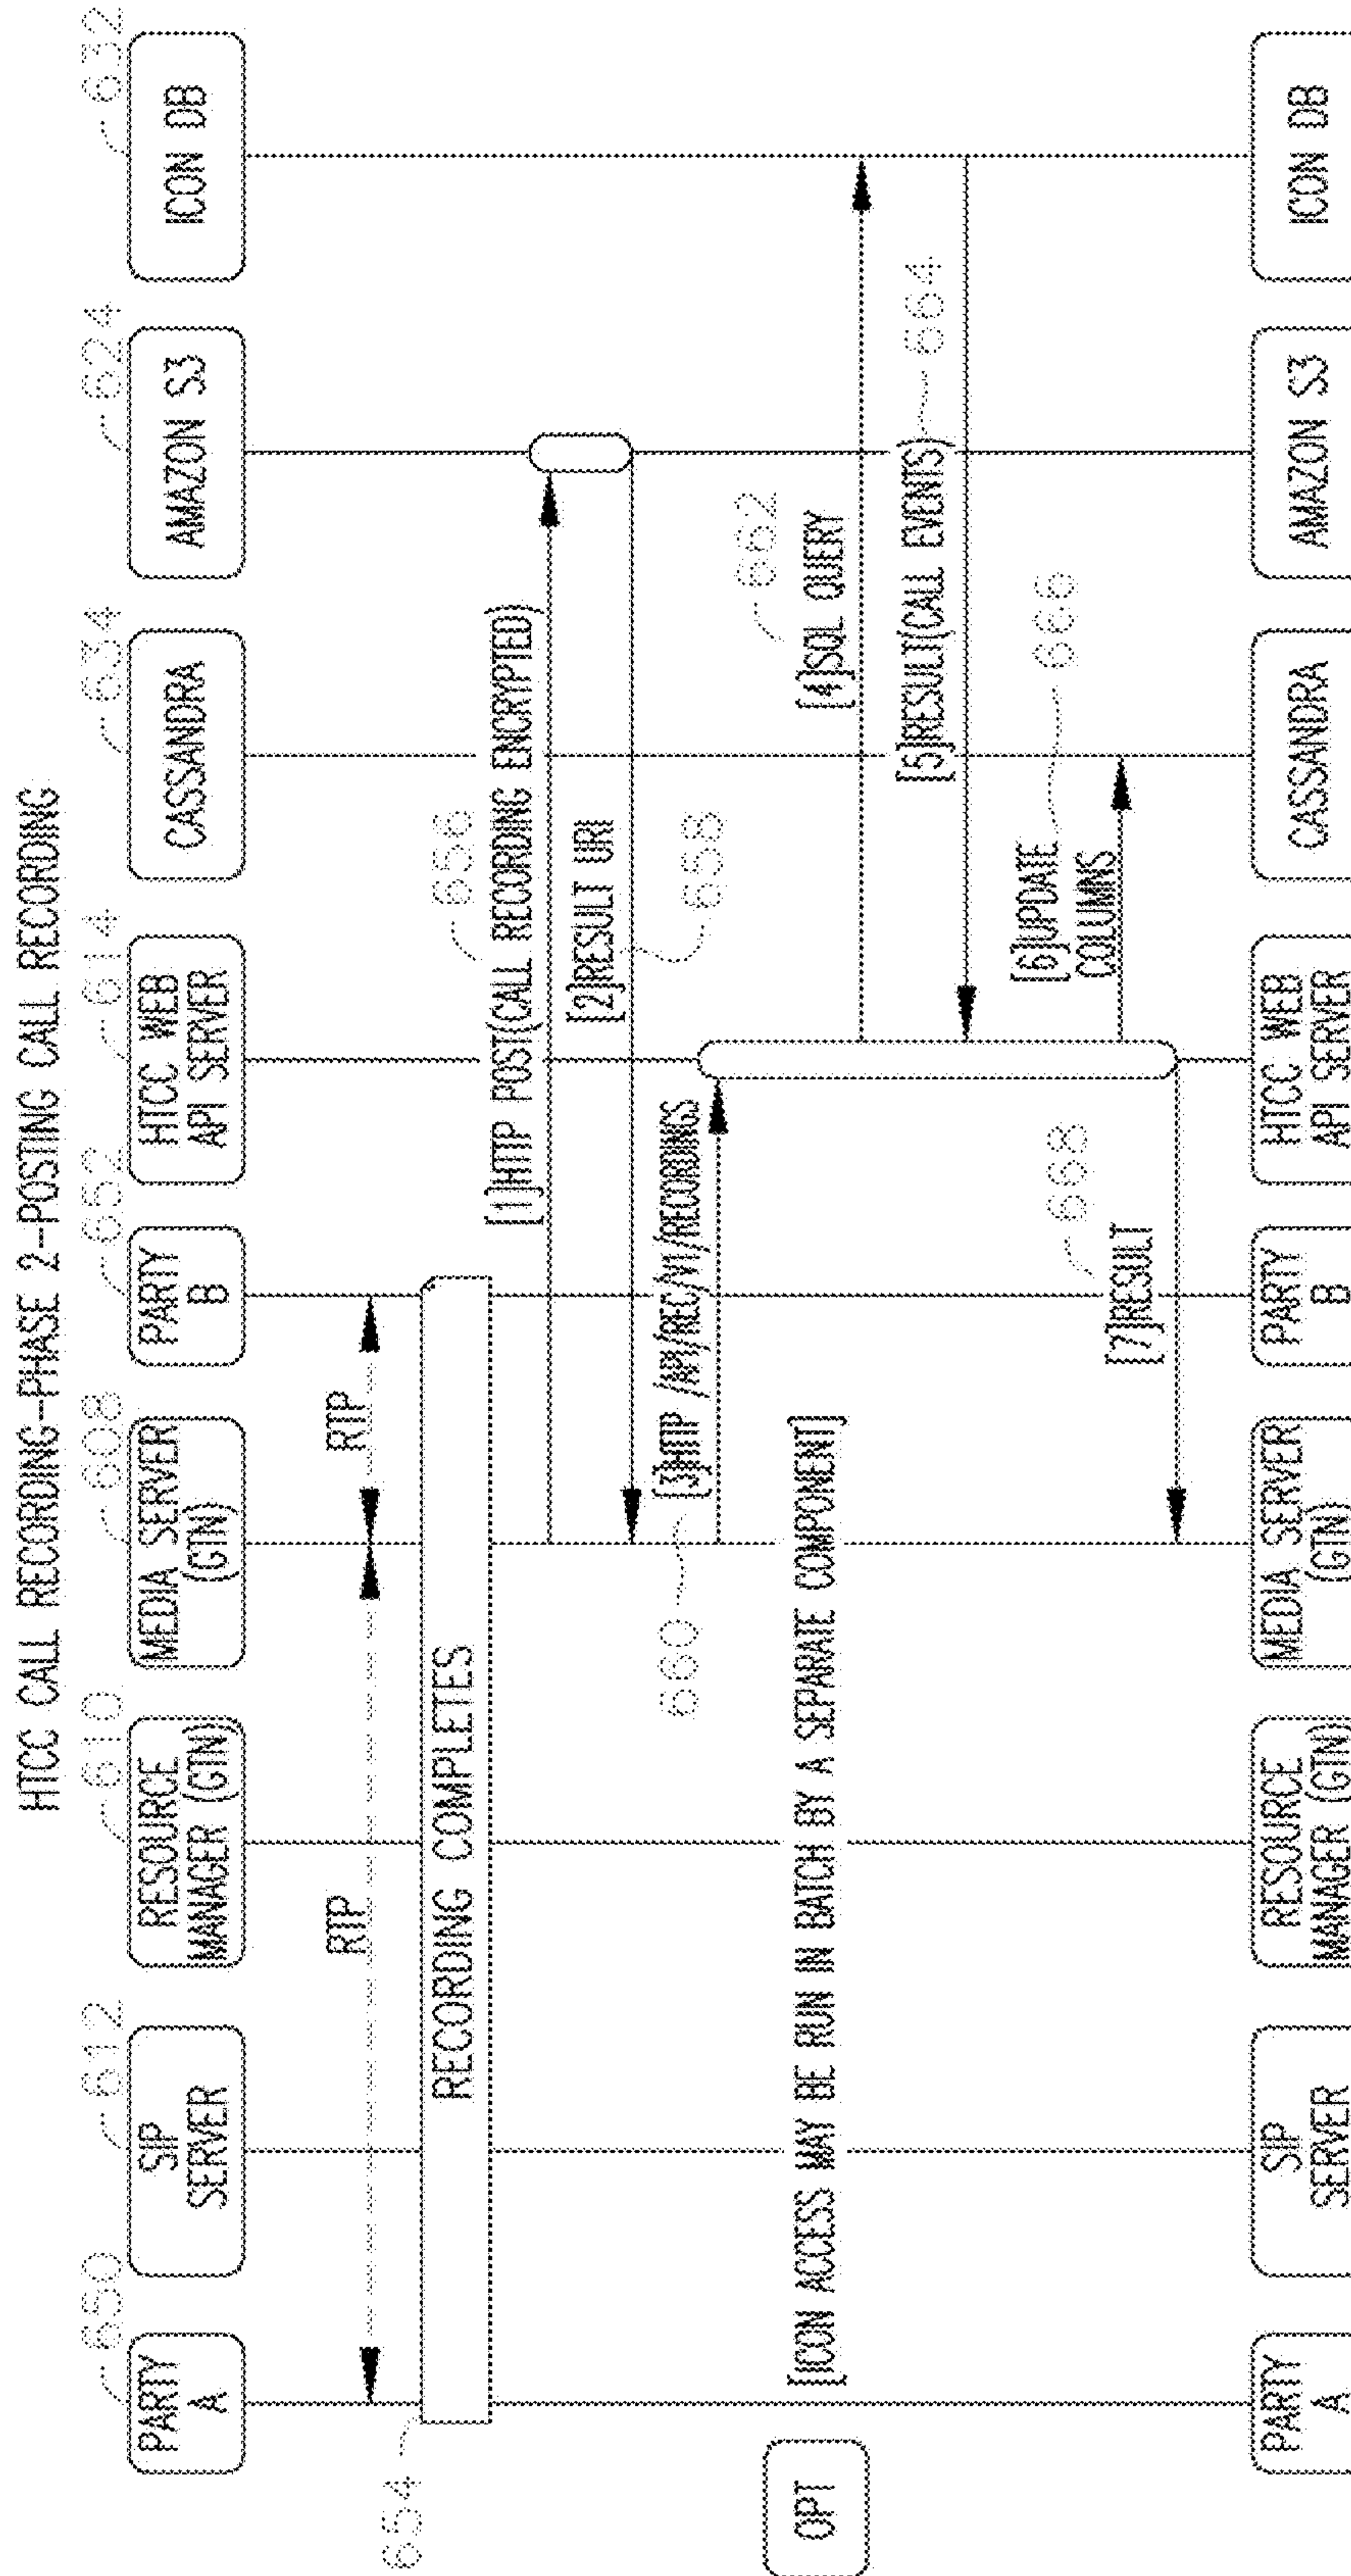 HTCC CALL RECORDING-PHASE 2-POSTING CALL RECORDING
650
612
610
608
652
614
634
624
632
PARTY
A
SIP
SERVER
RESOURCE
MANAGER (GTN)
MEDIA SERVER
(GTN)
PARTY
B
HTCC WEB
API SERVER
CASSANDRA
AMAZON S3
ICON DB
RTP
RTP
654
RECORDING COMPLETES
656
[1]HTTP POST(CALL RECORDING ENCRYPTED)
[2]RESULT URI
658
660
[3]HTTP /API/REC/V1/RECORDINGS
OPT
[ICON ACCESS MAY BE RUN IN BATCH BY A SEPARATE COMPONENT]
662
[4]SQL QUERY
[5]RESULT(CALL EVENTS)
664
[6]UPDATE
COLUMNS
666
668
[7]RESULT
PARTY
A
SIP
SERVER
RESOURCE
MANAGER (GTN)
MEDIA SERVER
(GTN)
PARTY
B
HTCC WEB
API SERVER
CASSANDRA
AMAZON S3
ICON DB